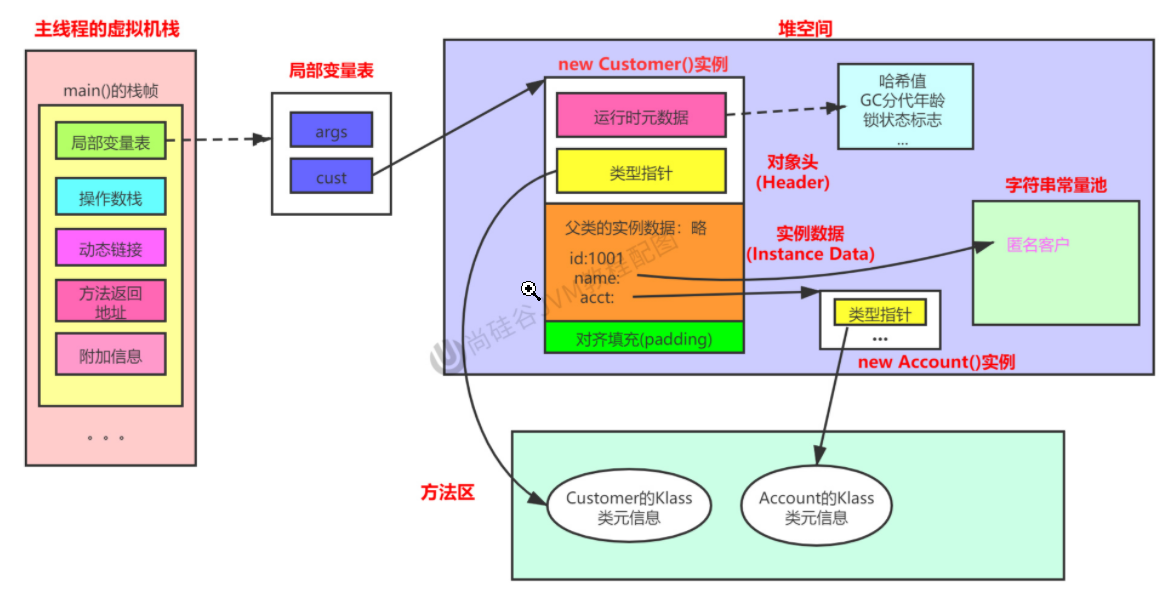 主线程的虚拟机栈
main()的栈帧
局部变量表
操作数栈
动态链接
方法返回
地址
附加信息
。。。
局部变量表
args
cust
堆空间
new Customer()实例
运行时元数据
类型指针
哈希值
GC分代年龄
锁状态标志
...
对象头
(Header)
父类的实例数据：略
id:1001
name:
acct:
实例数据
(Instance Data)
对齐填充(padding)
字符串常量池
匿名客户
类型指针
...
new Account()实例
尚硅谷JVM教程配图
方法区
Customer的Klass
类元信息
Account的Klass
类元信息